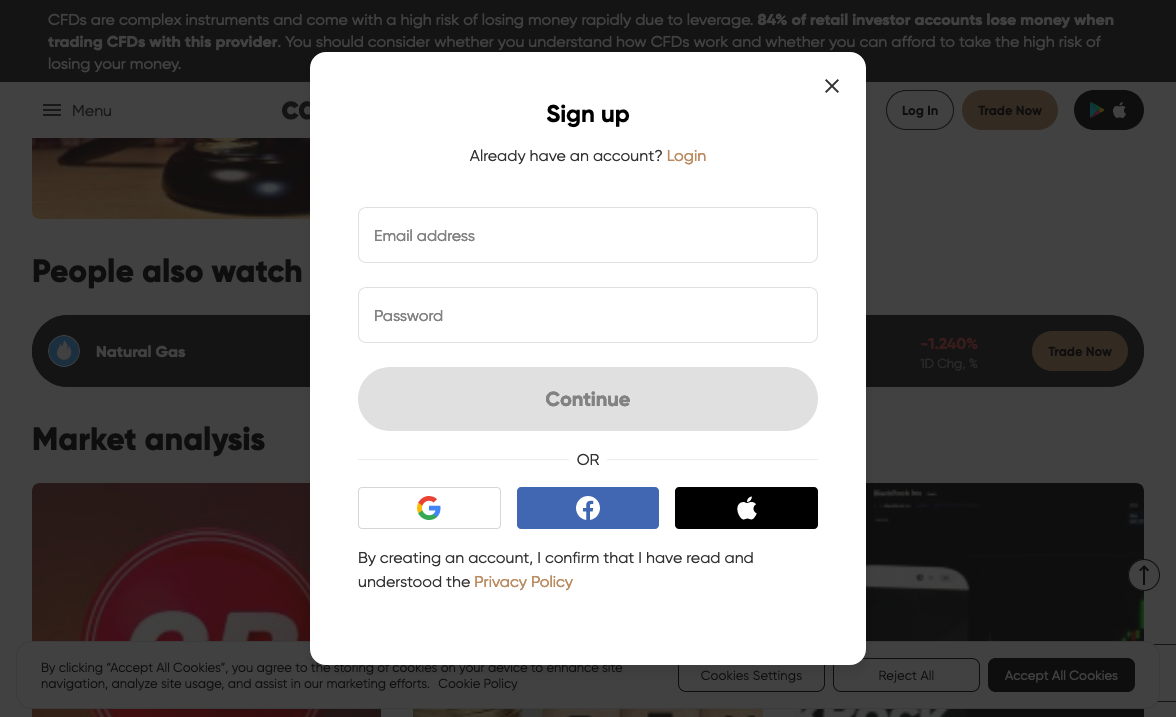 CFDs are complex instruments and come with a high risk of losing money rapidly due to leverage. 84% of retail investor accounts lose money when
trading CFDs with this provider. You should consider whether you understand how CFDs work and whether you can afford to take the high risk of
losing your money.
Menu
Log In
Trade Now
Sign up
Already have an account? Login
Email address
Password
Continue
OR
By creating an account, I confirm that I have read and
understood the Privacy Policy
People also watch
Natural Gas
-1.240%
1D Chg, %
Trade Now
Market analysis
By clicking “Accept All Cookies”, you agree to the storing of cookies on your device to enhance site
navigation, analyze site usage, and assist in our marketing efforts. Cookie Policy
Cookies Settings
Reject All
Accept All Cookies